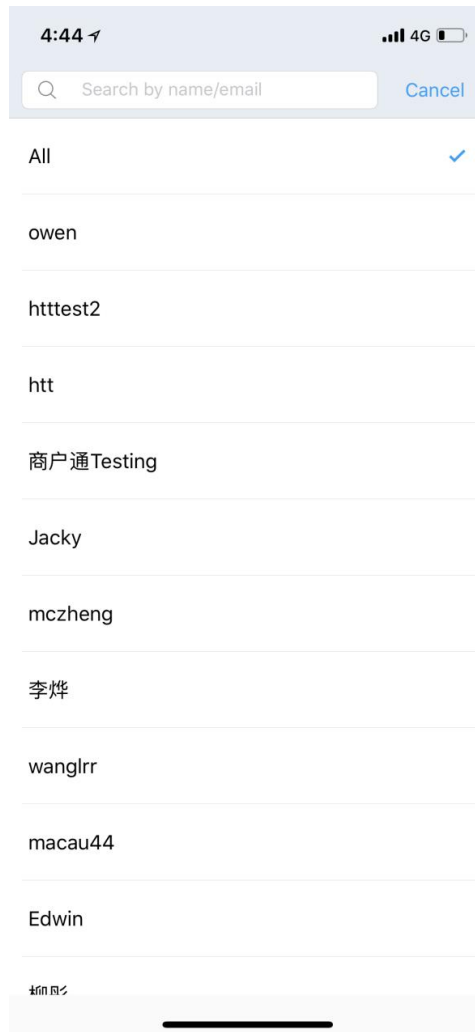 4:44
4G
Search by name/email
Cancel
All
owen
htttest2
htt
商户通Testing
Jacky
mczheng
李烨
wanglrr
macau44
Edwin